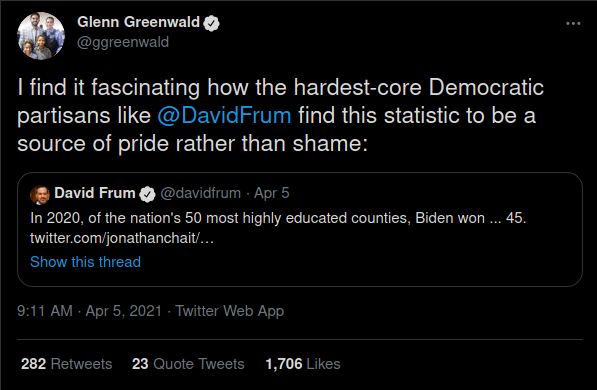 Glenn Greenwald
@ggreenwald
I find it fascinating how the hardest-core Democratic
partisans like @DavidFrum find this statistic to be a
source of pride rather than shame:
David Frum @davidfrum · Apr 5
In 2020, of the nation's 50 most highly educated counties, Biden won ... 45.
twitter.com/jonathanchait/…
Show this thread
9:11 AM · Apr 5, 2021 · Twitter Web App
282 Retweets 23 Quote Tweets 1,706 Likes